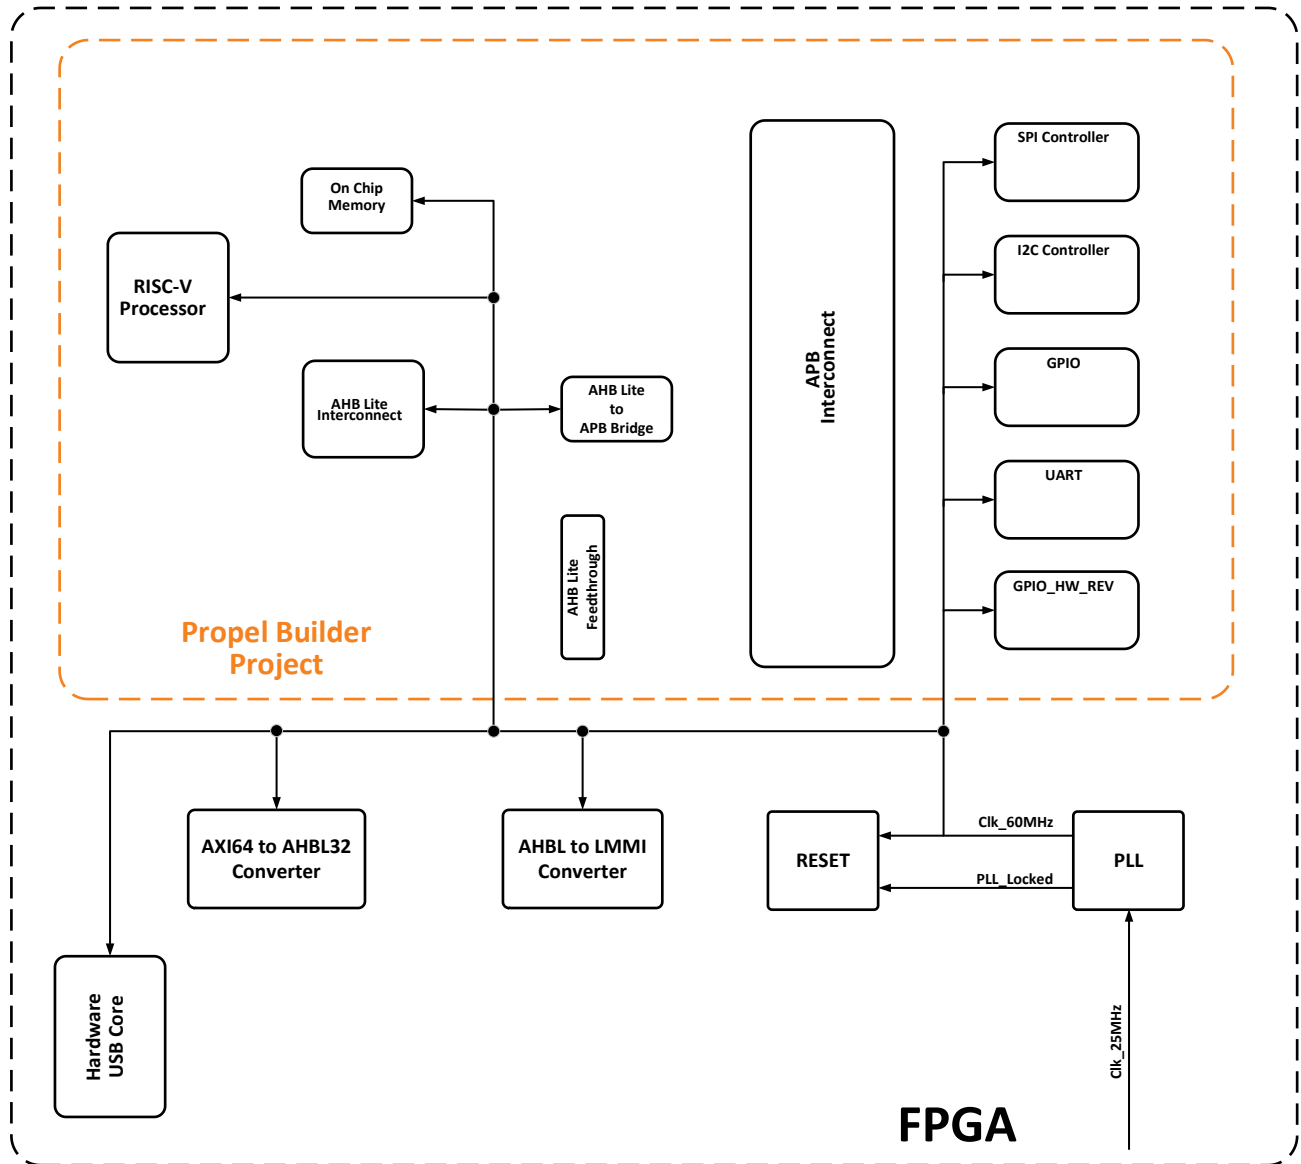 SPI Controller
On Chip
Memory
I2C Controller
RISC-V
Processor
APB
Interconnect
GPIO
AHB Lite
Interconnect
AHB Lite
to
APB Bridge
UART
AHB Lite
Feedthrough
GPIO_HW_REV
Propel Builder
Project
AXI64 to AHBL32
Converter
AHBL to LMMI
Converter
RESET
Clk_60MHz
PLL_Locked
PLL
Hardware
USB Core
Clk_25MHz
FPGA